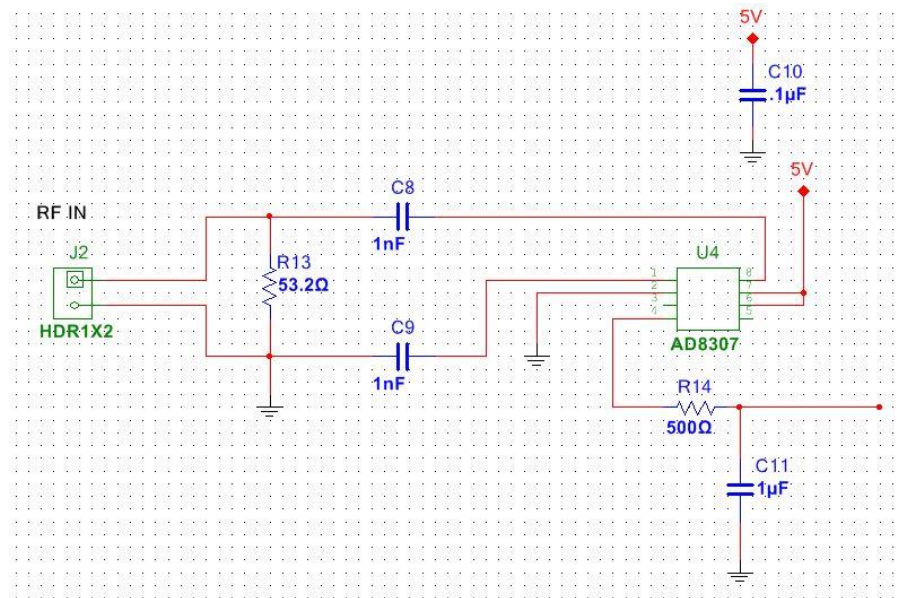 5V
C10
.1µF
5V
C8
RF IN
1nF
J2
R13
53.2Ω
U4
1
2
3
4
8
7
6
5
HDR1X2
C9
AD8307
1nF
R14
500Ω
C11
1µF